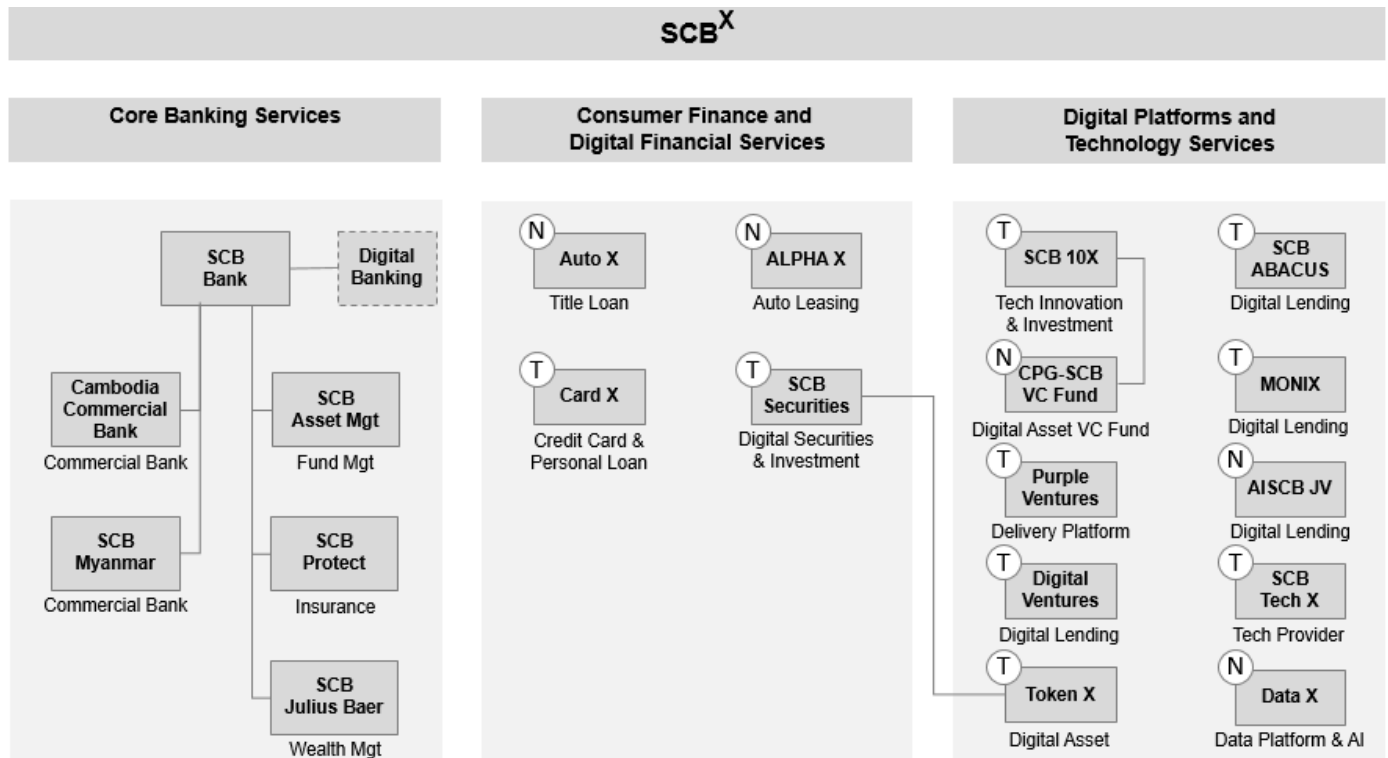 SCB^X
Core Banking Services
SCB
Bank
Digital
Banking
Cambodia
Commercial
Bank
Commercial Bank
SCB
Asset Mgt
Fund Mgt
SCB
Myanmar
Commercial Bank
SCB
Protect
Insurance
SCB
Julius Baer
Wealth Mgt
Consumer Finance and
Digital Financial Services
N
Auto X
Title Loan
N
ALPHA X
Auto Leasing
T
Card X
Credit Card &
Personal Loan
T
SCB
Securities
Digital Securities
& Investment
Digital Platforms and
Technology Services
T
SCB 10X
Tech Innovation
& Investment
T
SCB
ABACUS
Digital Lending
N
CPG-SCB
VC Fund
Digital Asset VC Fund
T
MONIX
Digital Lending
T
Purple
Ventures
Delivery Platform
N
AISCB JV
Digital Lending
T
Digital
Ventures
Digital Lending
T
SCB
Tech X
Tech Provider
T
Token X
Digital Asset
N
Data X
Data Platform & AI